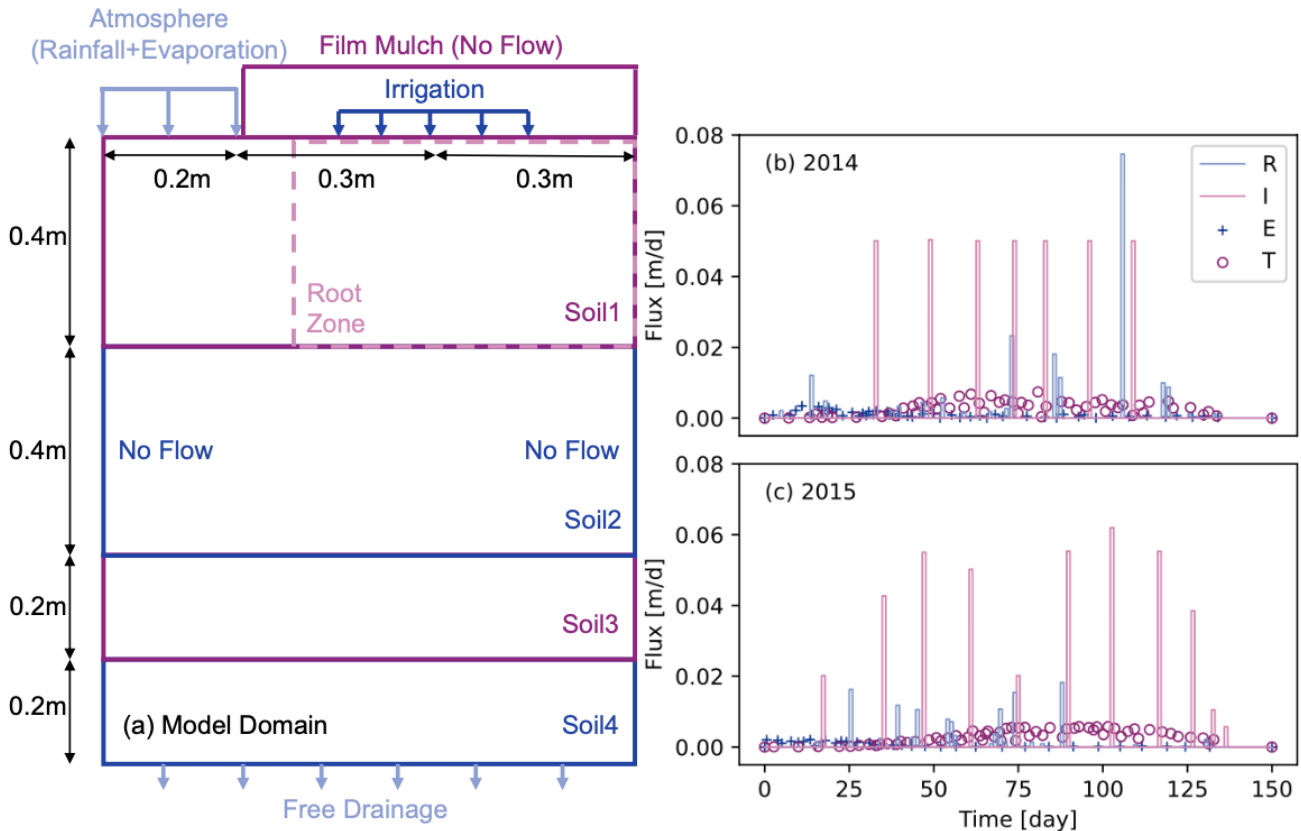 Atmosphere
(Rainfall+Evaporation)
Film Mulch (No Flow)
Irrigation
0.2m
0.3m
0.3m
0.4m
Root
Zone
Soil1
0.4m
No Flow
No Flow
Soil2
0.2m
Soil3
0.2m
(a) Model Domain
Soil4
Free Drainage
(b) 2014
R
I
E
T
Flux [m/d]
0.08
0.06
0.04
0.02
0.00
(c) 2015
Flux [m/d]
0.08
0.06
0.04
0.02
0.00
0 25 50 75 100 125 150
Time [day]